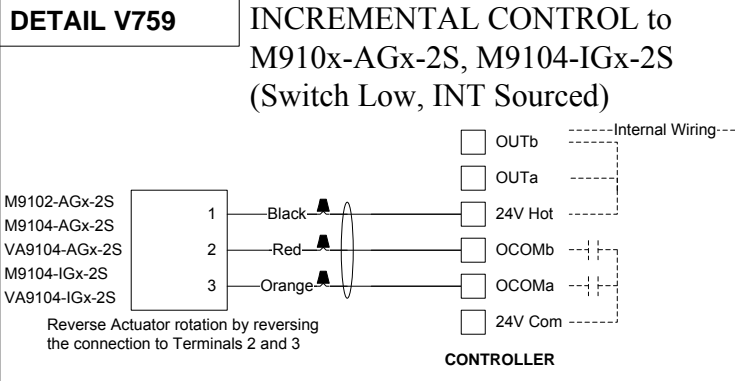 DETAIL V759
INCREMENTAL CONTROL to
M910x-AGx-2S, M9104-IGx-2S
(Switch Low, INT Sourced)
OUTb
Internal Wiring
OUTa
M9102-AGx-2S
M9104-AGx-2S
VA9104-AGx-2S
M9104-IGx-2S
VA9104-IGx-2S
1
Black
24V Hot
2
Red
OCOMb
3
Orange
OCOMa
24V Com
Reverse Actuator rotation by reversing
the connection to Terminals 2 and 3
CONTROLLER